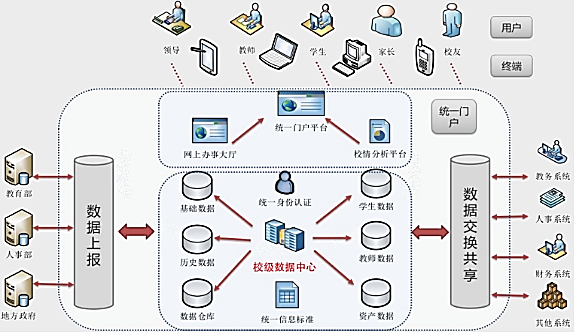 用户
领导
教师
学生
家长
校友
终端
统一门
户
统一门户平台
网上办事大厅
校情分析平台
教育部
人事部
地方政府
数据上报
基础数据
统一身份认证
学生数据
历史数据
校级数据中心
教师数据
数据仓库
统一信息标准
资产数据
数据交换共享
教务系统
人事系统
财务系统
其他系统